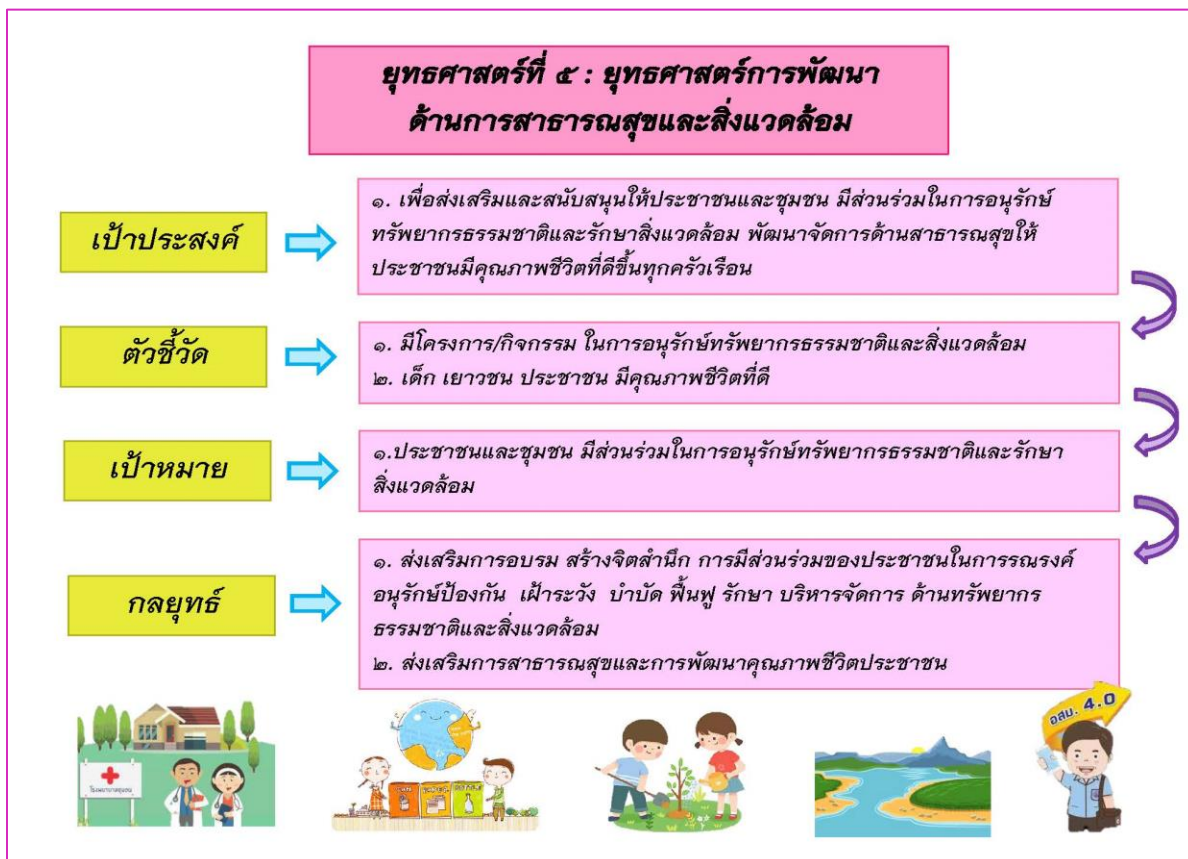 ยุทธศาสตร์ที่ ๕ : ยุทธศาสตร์การพัฒนา
ด้านการสาธารณสุขและสิ่งแวดล้อม
เป้าประสงค์
๑. เพื่อส่งเสริมและสนับสนุนให้ประชาชนและชุมชน มีส่วนร่วมในการอนุรักษ์
ทรัพยากรธรรมชาติและรักษาสิ่งแวดล้อม พัฒนาจัดการด้านสาธารณสุขให้
ประชาชนมีคุณภาพชีวิตที่ดีขึ้นทุกครัวเรือน
ตัวชี้วัด
๑. มีโครงการ/กิจกรรม ในการอนุรักษ์ทรัพยากรธรรมชาติและสิ่งแวดล้อม
๒. เด็ก เยาวชน ประชาชน มีคุณภาพชีวิตที่ดี
เป้าหมาย
๑.ประชาชนและชุมชน มีส่วนร่วมในการอนุรักษ์ทรัพยากรธรรมชาติและรักษา
สิ่งแวดล้อม
กลยุทธ์
๑. ส่งเสริมการอบรม สร้างจิตสำนึก การมีส่วนร่วมของประชาชนในการรณรงค์
อนุรักษ์ป้องกัน เฝ้าระวัง บำบัด ฟื้นฟู รักษา บริหารจัดการ ด้านทรัพยากร
ธรรมชาติและสิ่งแวดล้อม
๒. ส่งเสริมการสาธารณสุขและการพัฒนาคุณภาพชีวิตประชาชน
โรงพยาบาลชุมชน
อสม. 4.0